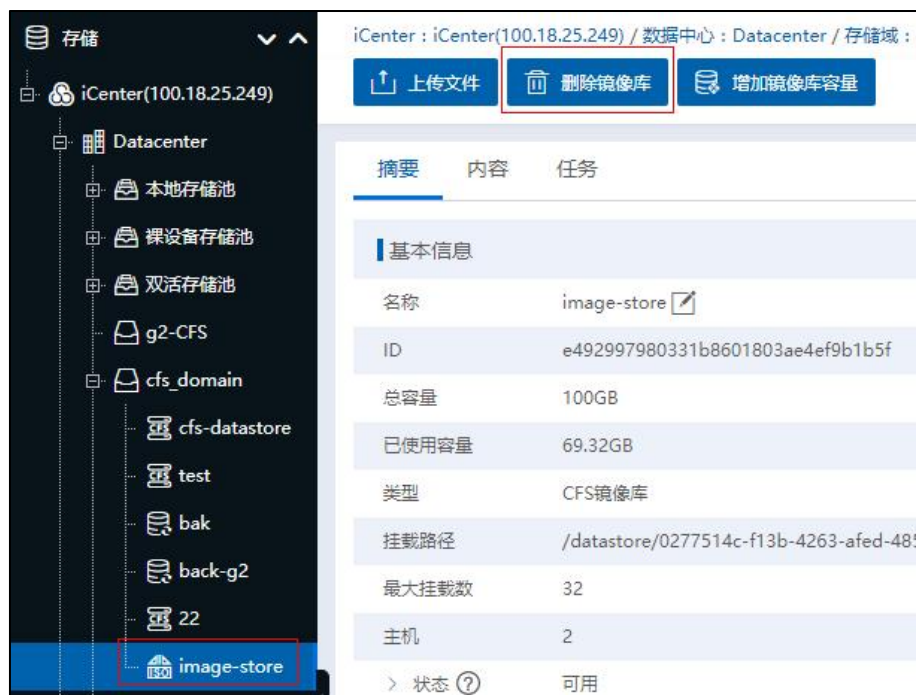 存储
iCenter(100.18.25.249)
Datacenter
本地存储池
裸设备存储池
双活存储池
g2-CFS
cfs_domain
cfs-datastore
test
bak
back-g2
22
image-store
iCenter：iCenter(100.18.25.249) / 数据中心：Datacenter / 存储域：
上传文件 删除镜像库 增加镜像库容量
摘要 内容 任务
基本信息
名称 image-store
ID e492997980331b8601803ae4ef9b1b5f
总容量 100GB
已使用容量 69.32GB
类型 CFS镜像库
挂载路径 /datastore/0277514c-f13b-4263-afed-485
最大挂载数 32
主机 2
状态 可用